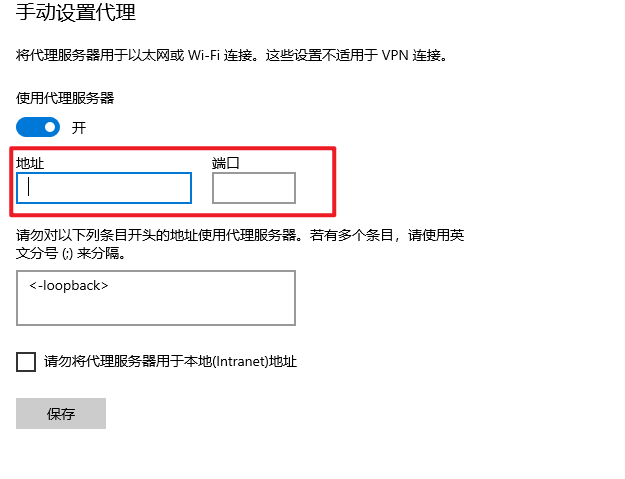 手动设置代理
将代理服务器用于以太网或 Wi-Fi 连接。这些设置不适用于 VPN 连接。
使用代理服务器
开
地址 端口
请勿对以下列条目开头的地址使用代理服务器。若有多个条目，请使用英
文分号 (;) 来分隔。
<-loopback>
请勿将代理服务器用于本地(Intranet)地址
保存